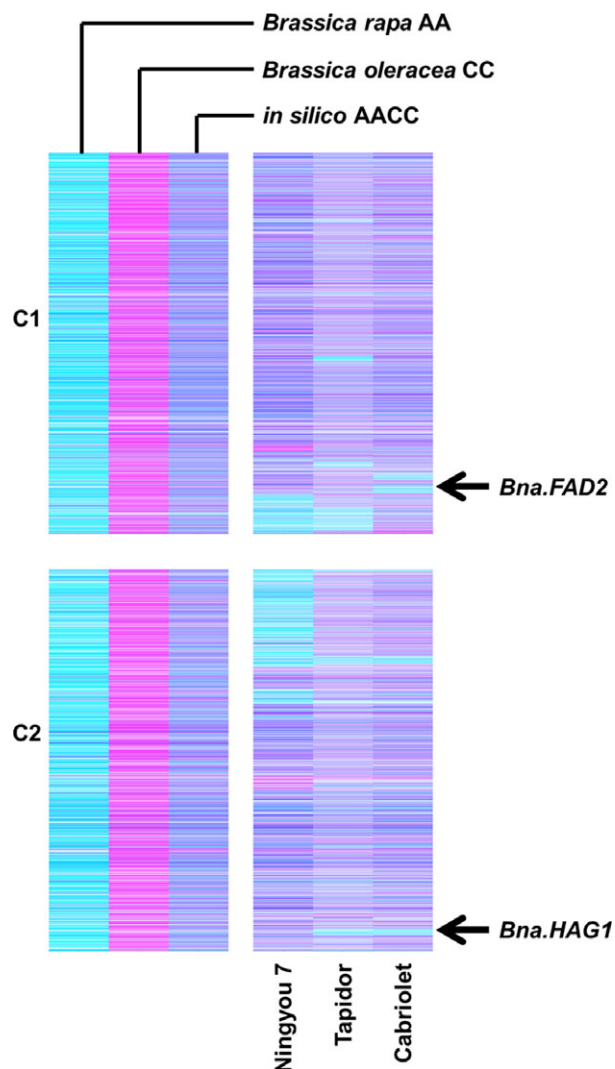 Brassica rapa AA
Brassica oleracea CC
in silico AACC
C1
Bna.FAD2
C2
Bna.HAG1
Ningyou 7
Tapidor
Cabriolet